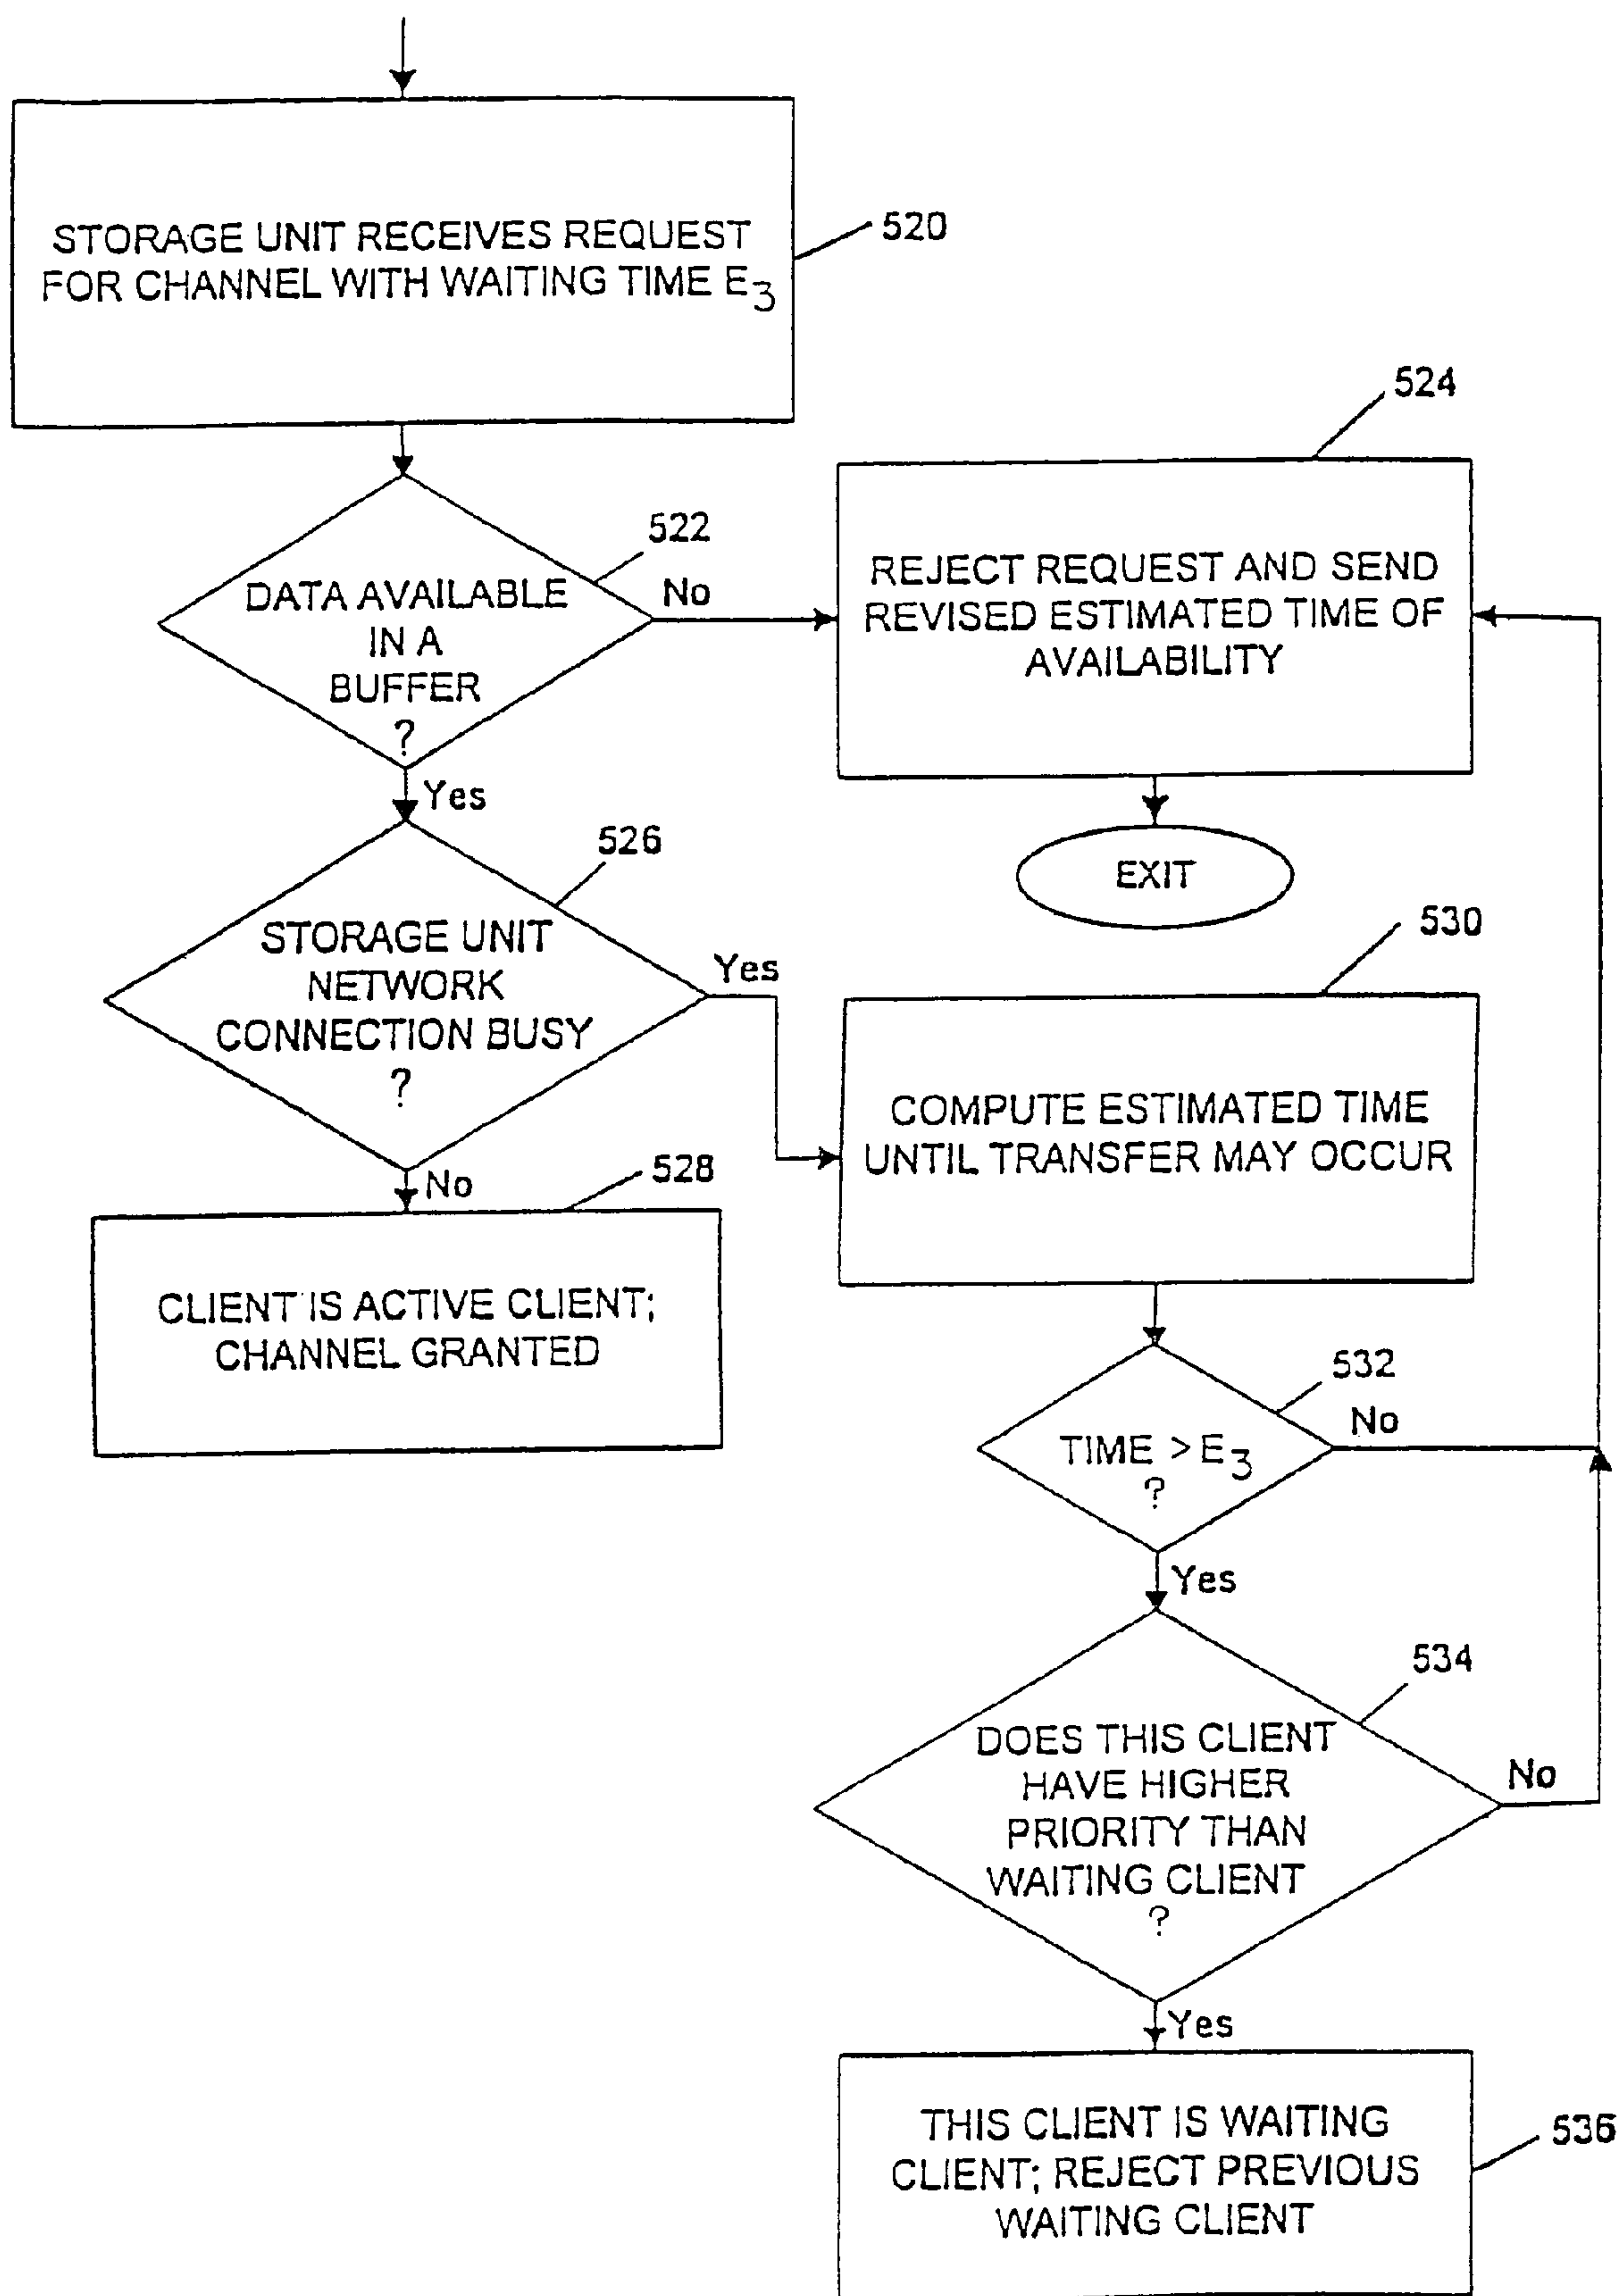 STORAGE UNIT RECEIVES REQUEST
FOR CHANNEL WITH WAITING TIME E3
520
524
522
DATA AVAILABLE
IN A
BUFFER
?
No
REJECT REQUEST AND SEND
REVISED ESTIMATED TIME OF
AVAILABILITY
Yes
EXIT
526
STORAGE UNIT
NETWORK
CONNECTION BUSY
?
Yes
530
COMPUTE ESTIMATED TIME
UNTIL TRANSFER MAY OCCUR
No
528
CLIENT IS ACTIVE CLIENT;
CHANNEL GRANTED
532
TIME > E3
?
No
Yes
534
DOES THIS CLIENT
HAVE HIGHER
PRIORITY THAN
WAITING CLIENT
?
No
Yes
THIS CLIENT IS WAITING
CLIENT; REJECT PREVIOUS
WAITING CLIENT
536